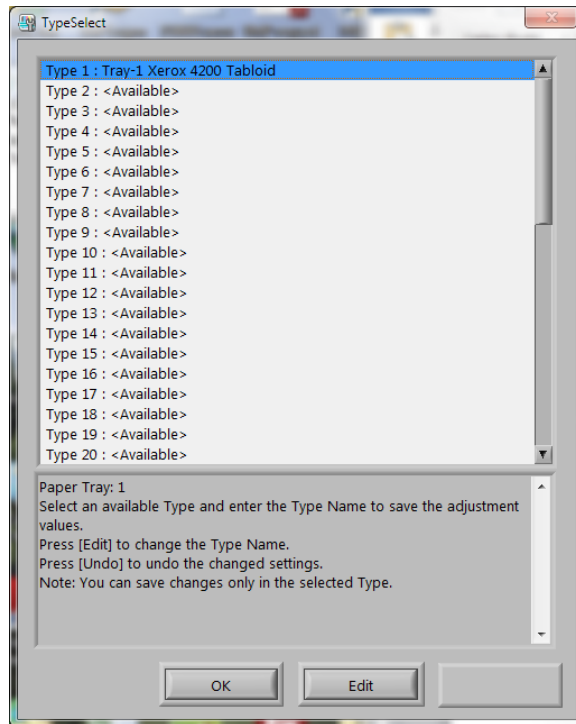 TypeSelect
Type 1 : Tray-1 Xerox 4200 Tabloid
Type 2 : <Available>
Type 3 : <Available>
Type 4 : <Available>
Type 5 : <Available>
Type 6 : <Available>
Type 7 : <Available>
Type 8 : <Available>
Type 9 : <Available>
Type 10 : <Available>
Type 11 : <Available>
Type 12 : <Available>
Type 13 : <Available>
Type 14 : <Available>
Type 15 : <Available>
Type 16 : <Available>
Type 17 : <Available>
Type 18 : <Available>
Type 19 : <Available>
Type 20 : <Available>
Paper Tray: 1
Select an available Type and enter the Type Name to save the adjustment
values.
Press [Edit] to change the Type Name.
Press [Undo] to undo the changed settings.
Note: You can save changes only in the selected Type.
OK
Edit